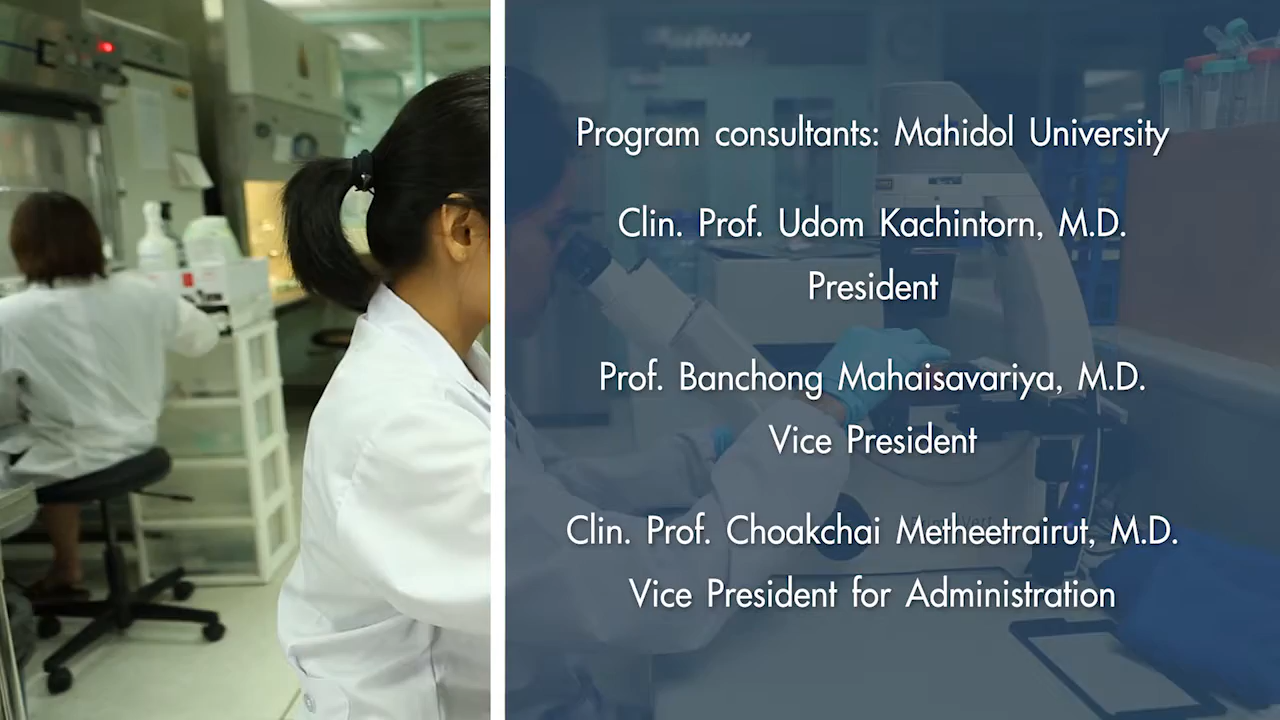 Program consultants: Mahidol University
Clin. Prof. Udom Kachintorn, M.D.
President
Prof. Banchong Mahaisavariya, M.D.
Vice President
Clin. Prof. Choakchai Metheetrairut, M.D.
Vice President for Administration